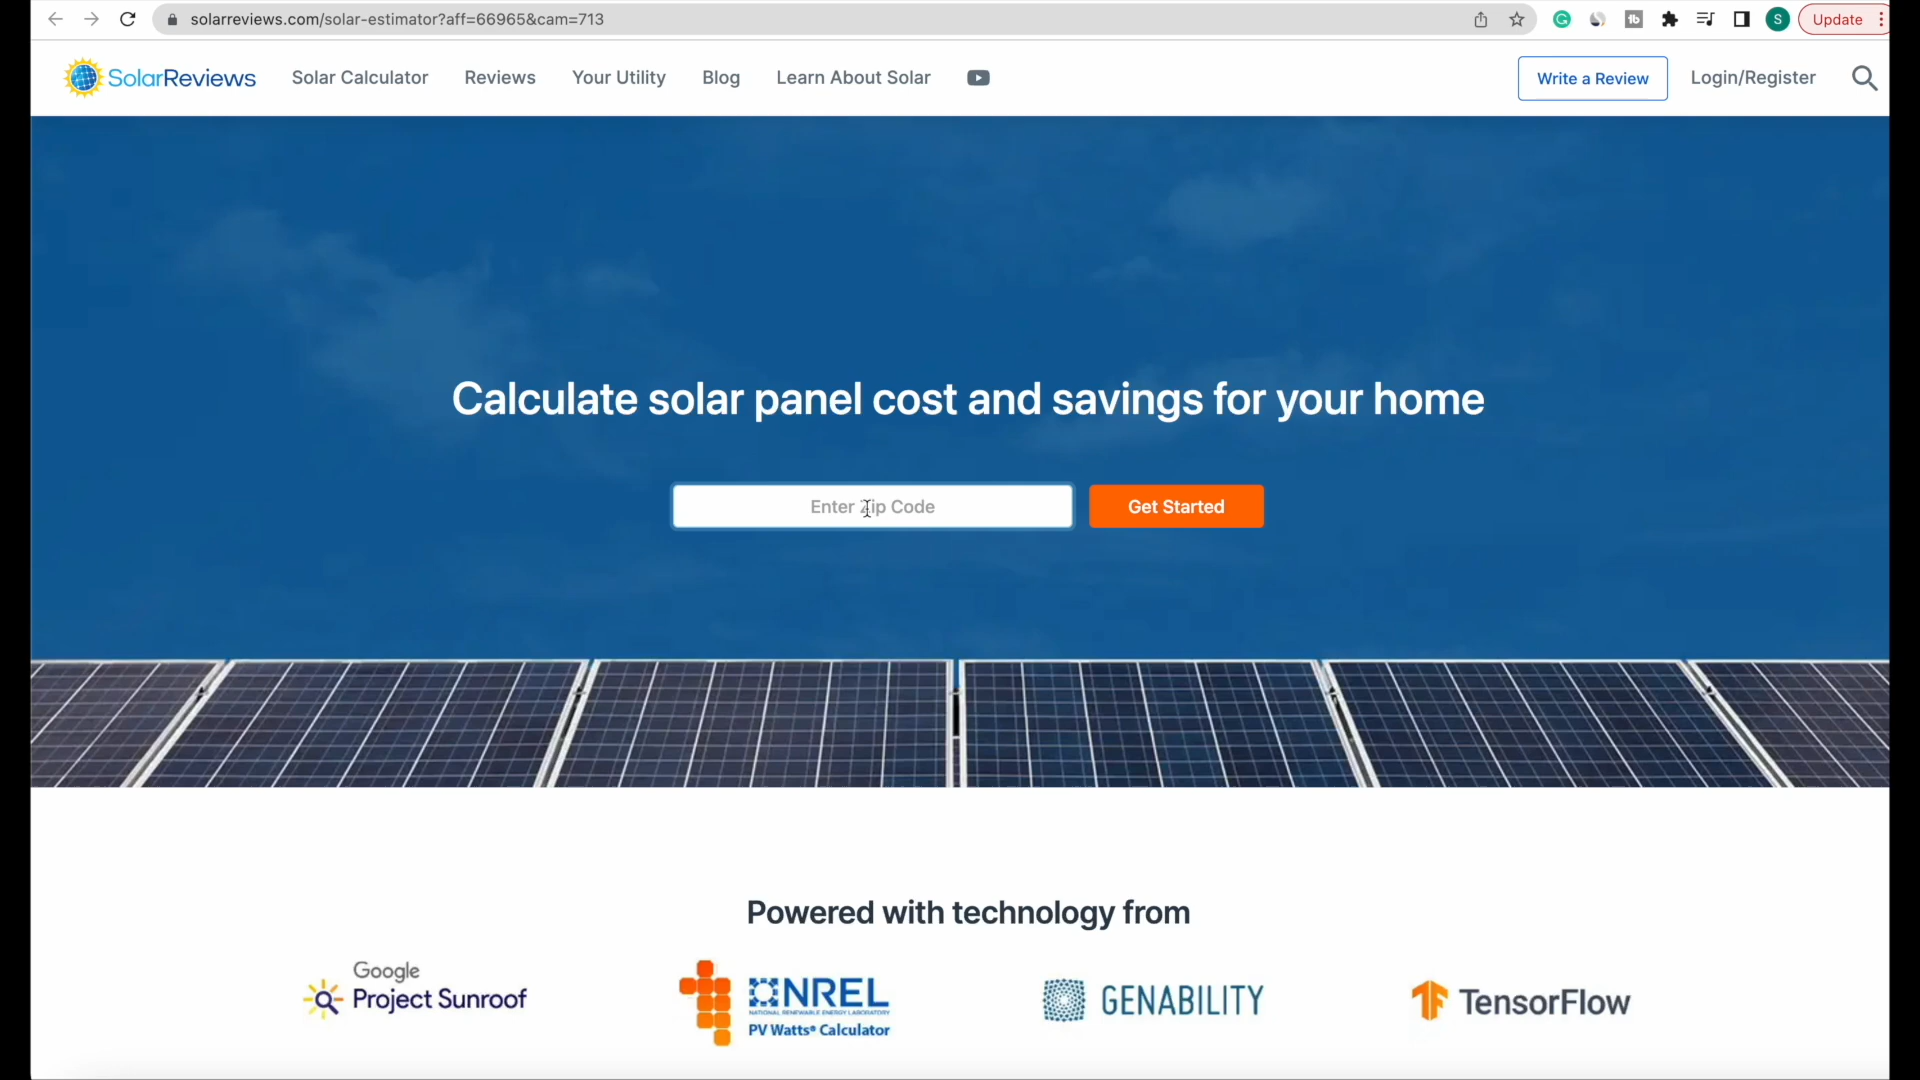 solarreviews.com/solar-estimator?aff=66965&cam=713
S
Update
SolarReviews
Solar Calculator
Reviews
Your Utility
Blog
Learn About Solar
Write a Review
Login/Register
Calculate solar panel cost and savings for your home
Enter Zip Code
Get Started
Powered with technology from
Google
Project Sunroof
NREL
NATIONAL RENEWABLE ENERGY LABORATORY
PV Watts® Calculator
GENABILITY
TensorFlow